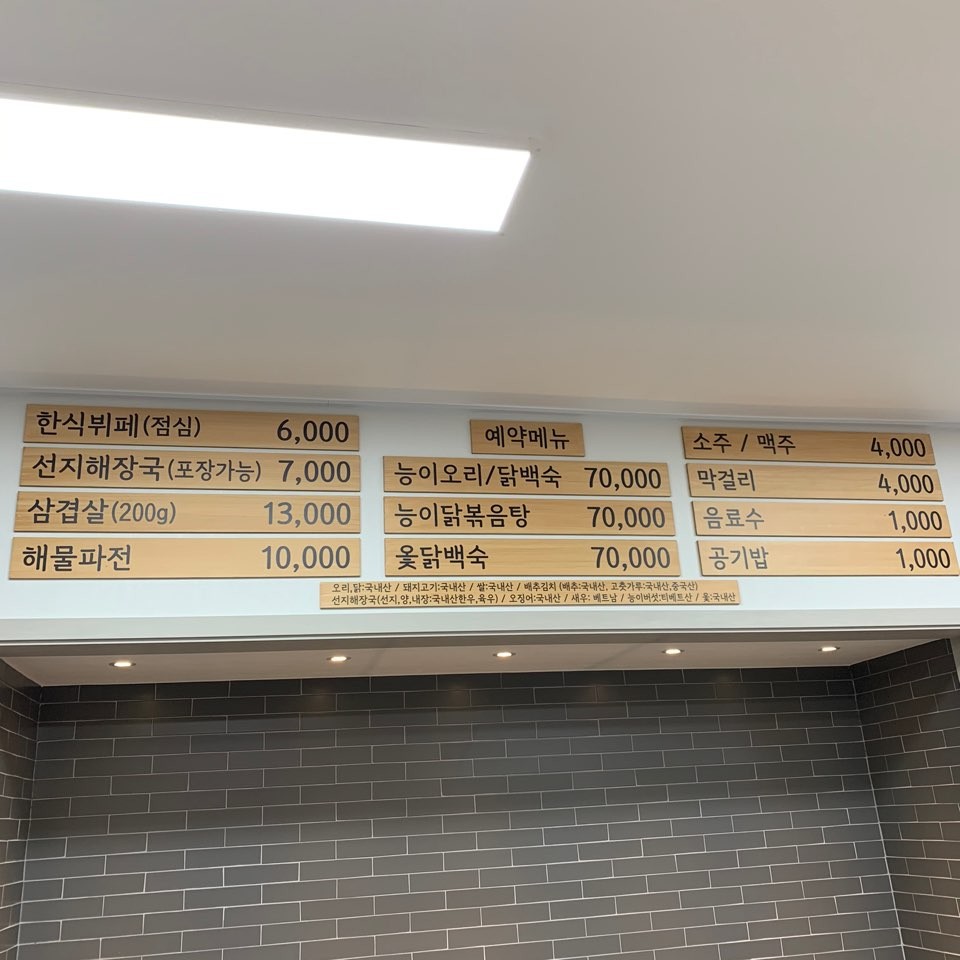 한식뷔페(점심) 6,000
선지해장국(포장가능) 7,000
삼겹살(200g) 13,000
해물파전 10,000
예약메뉴
능이오리/닭백숙 70,000
능이닭볶음탕 70,000
옻닭백숙 70,000
소주 / 맥주 4,000
막걸리 4,000
음료수 1,000
공기밥 1,000
오리,닭:국내산 / 돼지고기:국내산 / 쌀:국내산 / 배추김치 (배추:국내산, 고춧가루:국내산,중국산)
선지해장국(선지,양,내장:국내산한우,육우) / 오징어:국내산 / 새우: 베트남 / 능이버섯:티베트산 / 옻:국내산